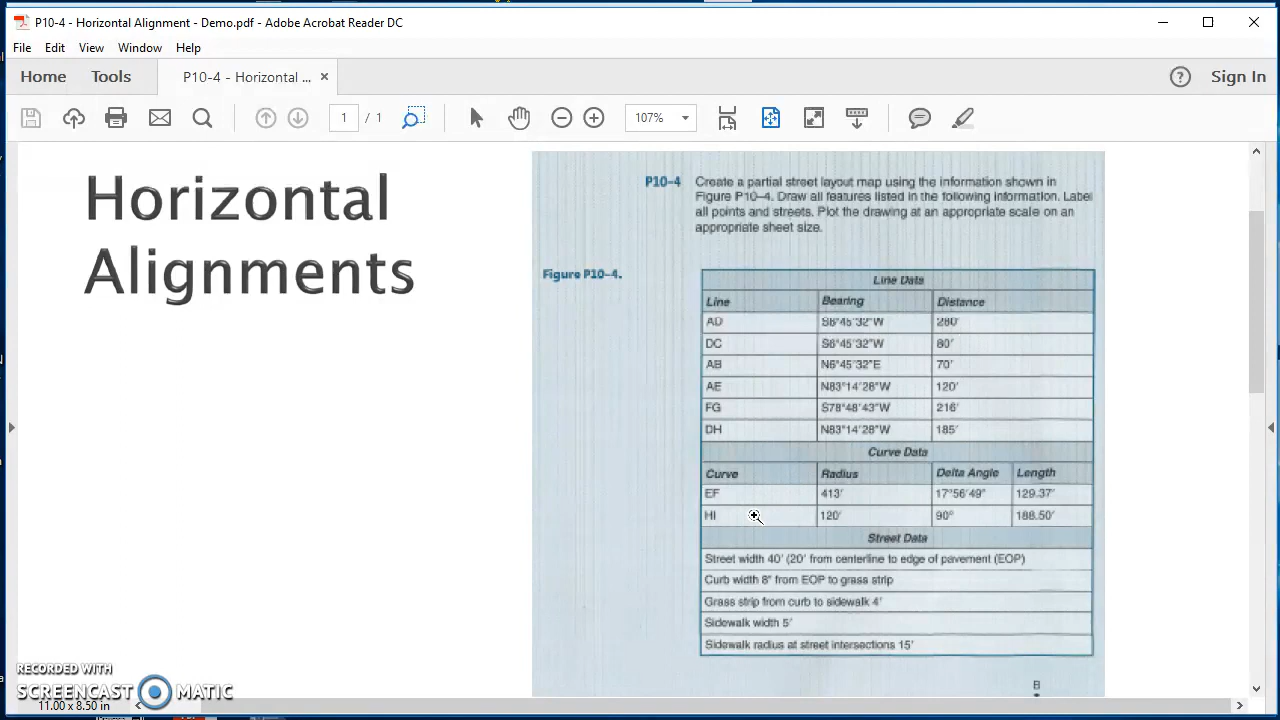 P10-4 - Horizontal Alignment - Demo.pdf - Adobe Acrobat Reader DC
File Edit View Window Help
Home Tools P10-4 - Horizontal ... × Sign In
1 / 1 107%
Horizontal
Alignments
P10-4 Create a partial street layout map using the information shown in
Figure P10-4. Draw all features listed in the following information. Label
all points and streets. Plot the drawing at an appropriate scale on an
appropriate sheet size.
Figure P10-4.
Line Data
Line Bearing Distance
AD S6°45'32"W 280'
DC S6°45'32"W 80'
AB N6°45'32"E 70'
AE N83°14'28"W 120'
FG S78°48'43"W 216'
DH N83°14'28"W 185'
Curve Data
Curve Radius Delta Angle Length
EF 413' 17°56'49" 129.37'
HI 120' 90° 188.50'
Street Data
Street width 40' (20' from centerline to edge of pavement (EOP)
Curb width 8" from EOP to grass strip
Grass strip from curb to sidewalk 4'
Sidewalk width 5'
Sidewalk radius at street intersections 15'
B
RECORDED WITH
SCREENCAST MATIC
11.00 x 8.50 in